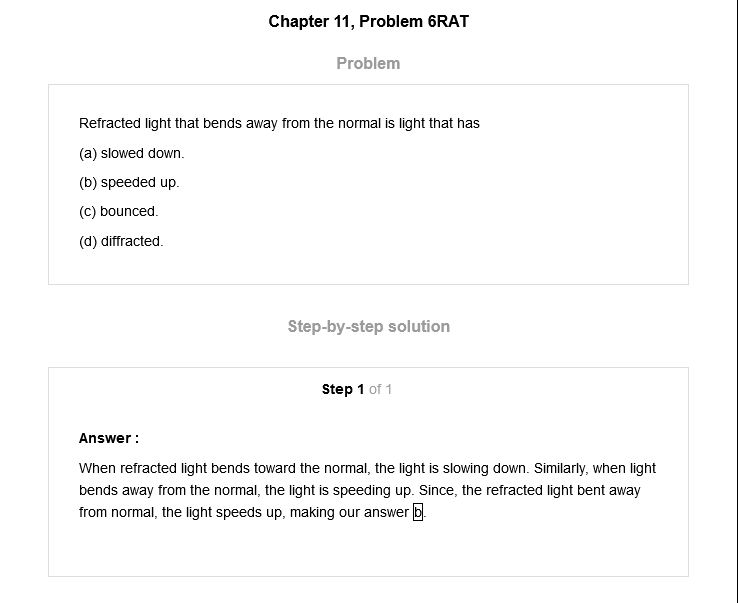 Chapter 11, Problem 6RAT
Problem
Refracted light that bends away from the normal is light that has
(a) slowed down.
(b) speeded up.
(c) bounced.
(d) diffracted.
Step-by-step solution
Step 1 of 1
Answer :
When refracted light bends toward the normal, the light is slowing down. Similarly, when light
bends away from the normal, the light is speeding up. Since, the refracted light bent away
from normal, the light speeds up, making our answer b.